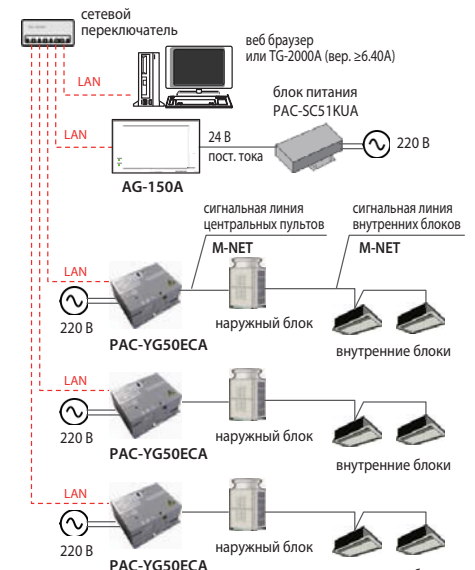 сетевой
переключатель
веб браузер
или TG-2000A (вер. ≥6.40A)
LAN
блок питания
PAC-SC51KUA
LAN
24 В
пост. тока
220 В
AG-150A
сигнальная линия
центральных пультов
M-NET
сигнальная линия
внутренних блоков
M-NET
LAN
220 В
наружный блок
PAC-YG50ECA
внутренние блоки
LAN
220 В
наружный блок
PAC-YG50ECA
внутренние блоки
LAN
220 В
наружный блок
PAC-YG50ECA